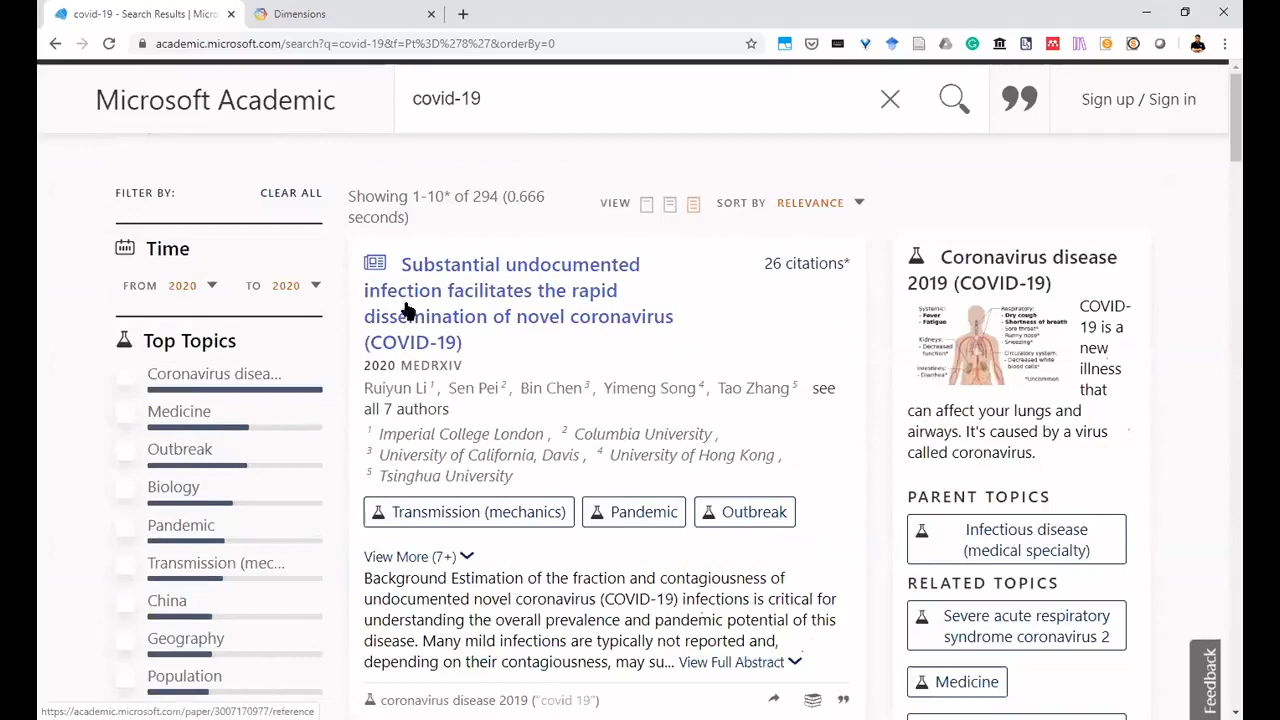 covid-19 - Search Results | Micro
Dimensions
academic.microsoft.com/search?q=covid-19&f=Pt%3D%278%27&orderBy=0
Microsoft Academic
covid-19
Sign up / Sign in
FILTER BY:
CLEAR ALL
Time
FROM 2020
TO 2020
Top Topics
Coronavirus disea...
Medicine
Outbreak
Biology
Pandemic
Transmission (mec...
China
Geography
Population
Showing 1-10* of 294 (0.666
seconds)
VIEW
SORT BY RELEVANCE
Substantial undocumented
infection facilitates the rapid
dissemination of novel coronavirus
(COVID-19)
26 citations*
2020 MEDRXIV
Ruiyun Li 1 , Sen Pei 2 , Bin Chen 3 , Yimeng Song 4 , Tao Zhang 5 see
all 7 authors
1 Imperial College London , 2 Columbia University ,
3 University of California, Davis , 4 University of Hong Kong ,
5 Tsinghua University
Transmission (mechanics)
Pandemic
Outbreak
View More (7+)
Background Estimation of the fraction and contagiousness of
undocumented novel coronavirus (COVID-19) infections is critical for
understanding the overall prevalence and pandemic potential of this
disease. Many mild infections are typically not reported and,
depending on their contagiousness, may su... View Full Abstract
coronavirus disease 2019 ("covid 19")
Coronavirus disease
2019 (COVID-19)
Systemic:
- Fever
- Fatigue
Respiratory:
- Dry cough
- Shortness of breath
COVID-
19 is a
new
illness
that
can affect your lungs and
airways. It's caused by a virus
called coronavirus.
PARENT TOPICS
Infectious disease
(medical specialty)
RELATED TOPICS
Severe acute respiratory
syndrome coronavirus 2
Medicine
Feedback
https://academic.microsoft.com/paper/3007170977/reference